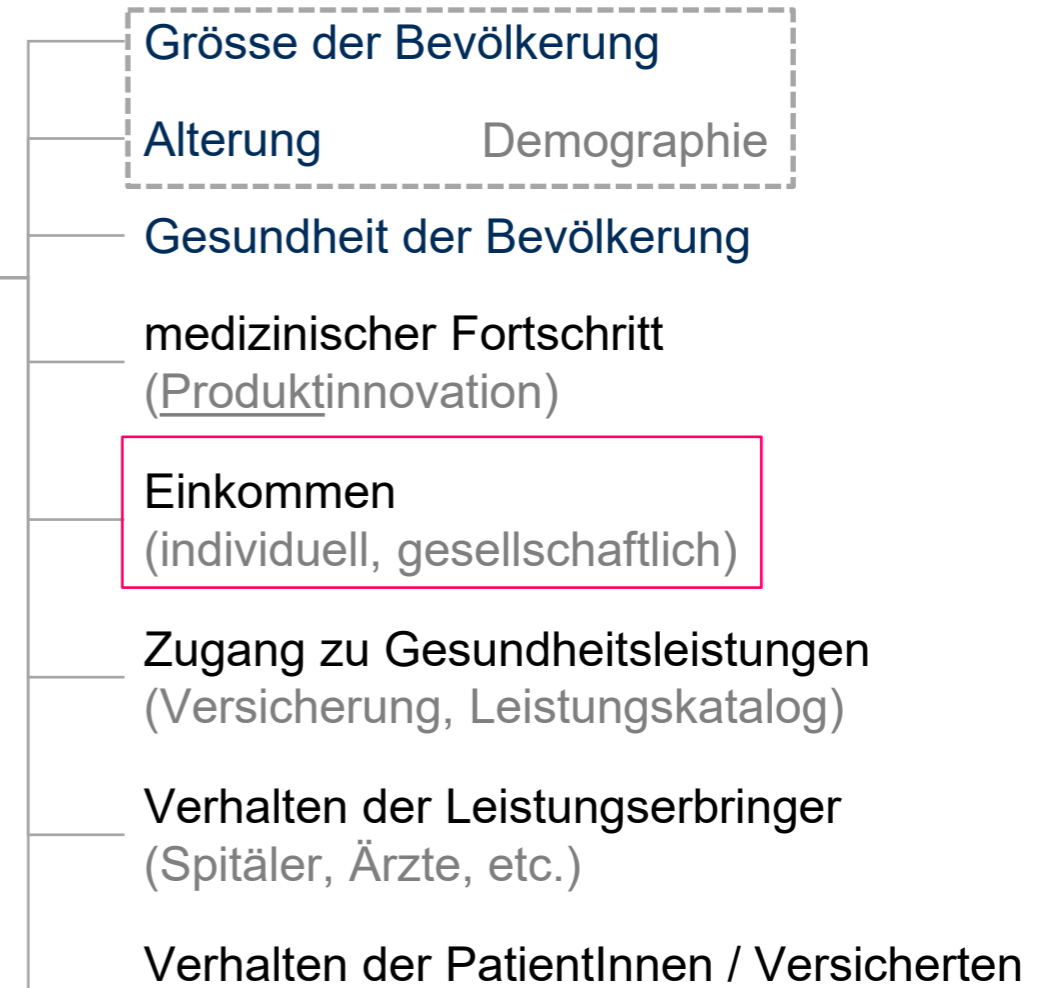 Grösse der Bevölkerung
Alterung Demographie
Gesundheit der Bevölkerung
medizinischer Fortschritt
(Produktinnovation)
Einkommen
(individuell, gesellschaftlich)
Zugang zu Gesundheitsleistungen
(Versicherung, Leistungskatalog)
Verhalten der Leistungserbringer
(Spitäler, Ärzte, etc.)
Verhalten der PatientInnen / Versicherten